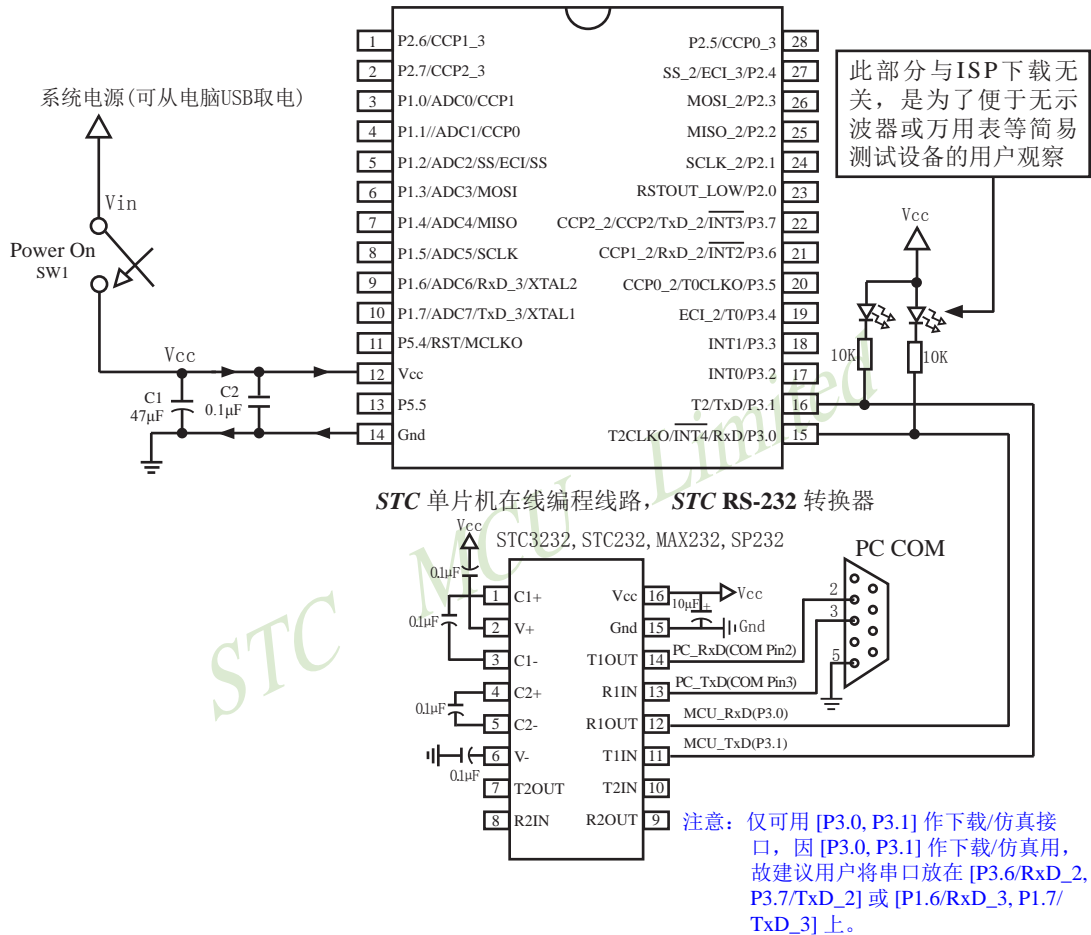 1 P2.6/CCP1_3
2 P2.7/CCP2_3
3 P1.0/ADC0/CCP1
4 P1.1//ADC1/CCP0
5 P1.2/ADC2/SS/ECI/SS
6 P1.3/ADC3/MOSI
7 P1.4/ADC4/MISO
8 P1.5/ADC5/SCLK
9 P1.6/ADC6/RxD_3/XTAL2
10 P1.7/ADC7/TxD_3/XTAL1
11 P5.4/RST/MCLKO
12 Vcc
13 P5.5
14 Gnd
P2.5/CCP0_3 28
SS_2/ECI_3/P2.4 27
MOSI_2/P2.3 26
MISO_2/P2.2 25
SCLK_2/P2.1 24
RSTOUT_LOW/P2.0 23
CCP2_2/CCP2/TxD_2/INT3/P3.7 22
CCP1_2/RxD_2/INT2/P3.6 21
CCP0_2/T0CLKO/P3.5 20
ECI_2/T0/P3.4 19
INT1/P3.3 18
INT0/P3.2 17
T2/TxD/P3.1 16
T2CLKO/INT4/RxD/P3.0 15
系统电源(可从电脑USB取电)
Vin
Power On
SW1
Vcc
C1
47μF
C2
0.1μF
此部分与ISP下载无
关，是为了便于无示
波器或万用表等简易
测试设备的用户观察
Vcc
10K
10K
STC MCU Limited
STC 单片机在线编程线路， STC RS-232 转换器
STC3232,STC232,MAX232,SP232
Vcc
0.1μF
0.1μF
0.1μF
0.1μF
1 C1+
2 V+
3 C1-
4 C2+
5 C2-
6 V-
7 T2OUT
8 R2IN
Vcc 16
Gnd 15
T1OUT 14
R1IN 13
R1OUT 12
T1IN 11
T2IN 10
R2OUT 9
10μF +
Vcc
Gnd
PC_RxD(COM Pin2)
PC_TxD(COM Pin3)
MCU_RxD(P3.0)
MCU_TxD(P3.1)
PC COM
2
3
5
注意：仅可用 [P3.0, P3.1] 作下载/仿真接
口，因 [P3.0, P3.1] 作下载/仿真用，
故建议用户将串口放在 [P3.6/RxD_2,
P3.7/TxD_2] 或 [P1.6/RxD_3, P1.7/
TxD_3] 上。